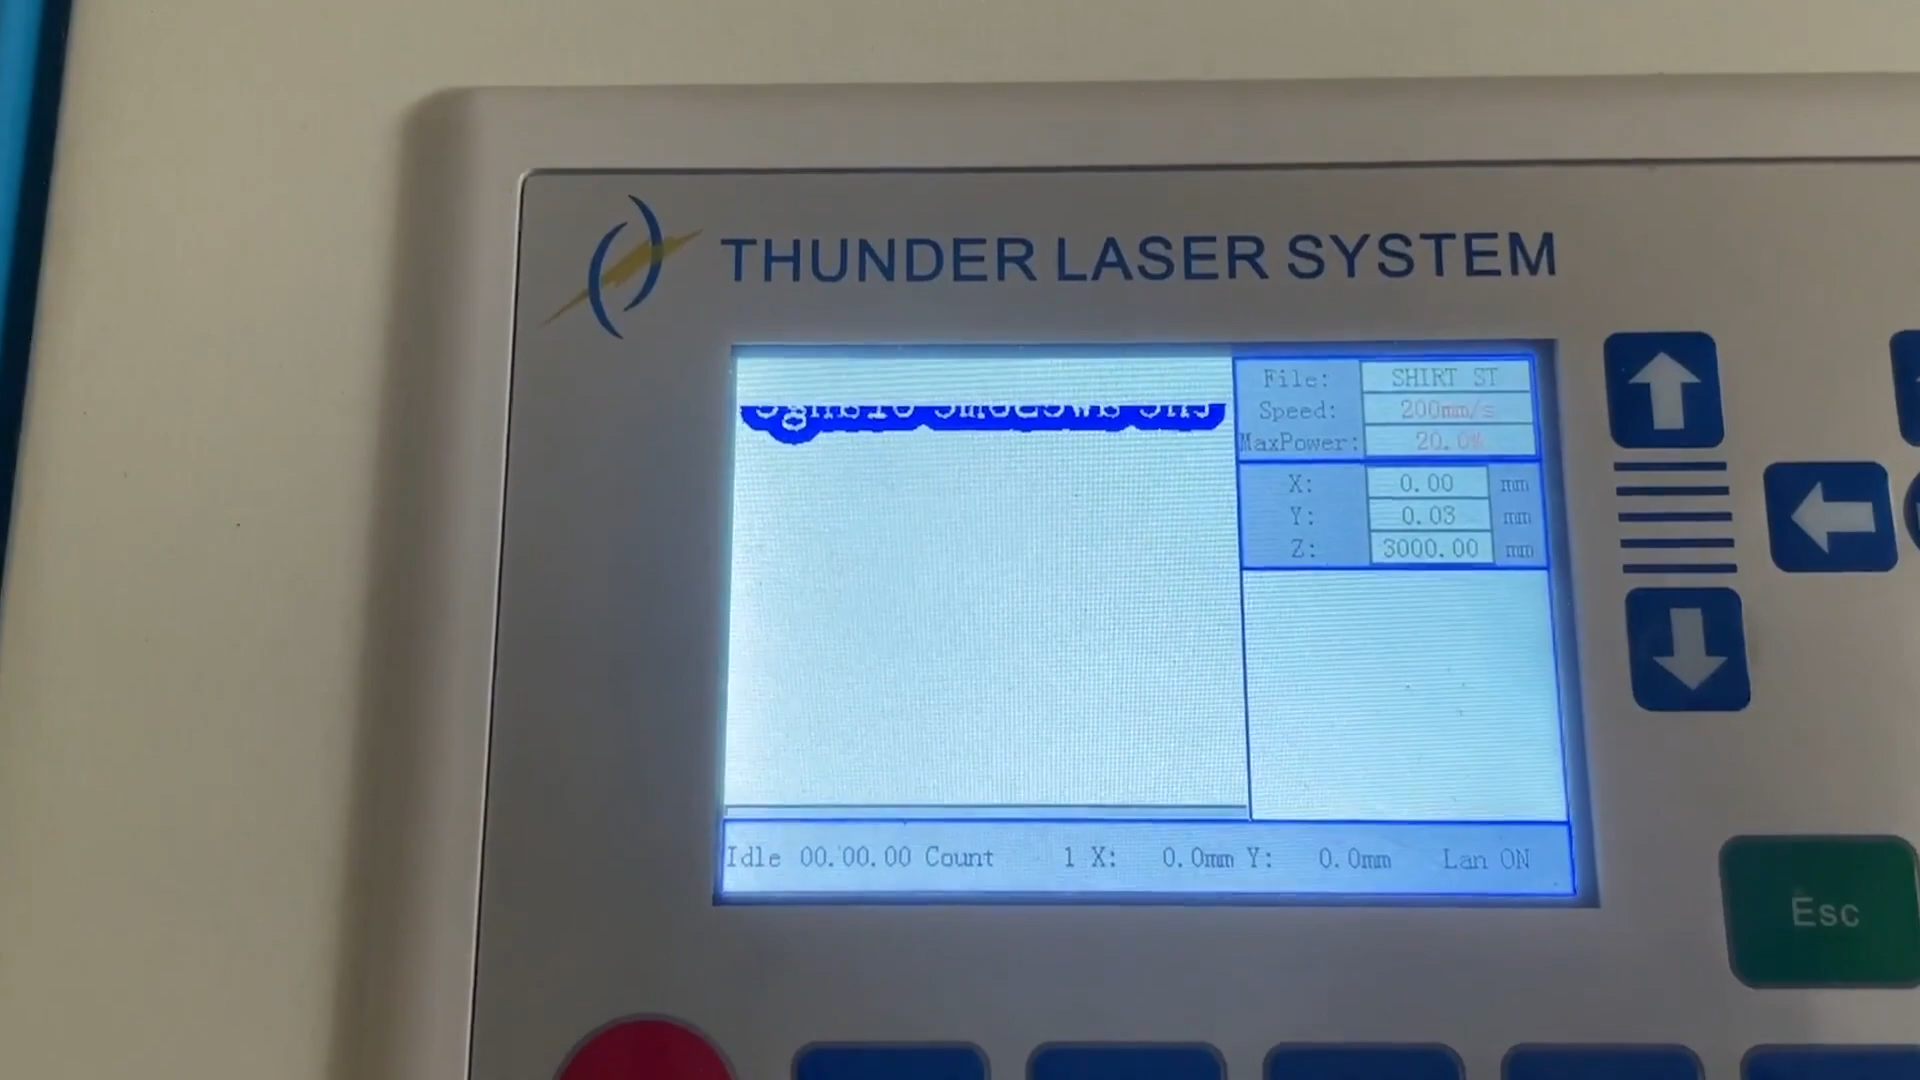 THUNDER LASER SYSTEM
File: SHIRT ST
Speed: 200mm/s
MaxPower: 20.0%
X: 0.00 mm
Y: 0.03 mm
Z: 3000.00 mm
Idle 00:00.00 Count 1 X: 0.0mm Y: 0.0mm Lan ON
Esc